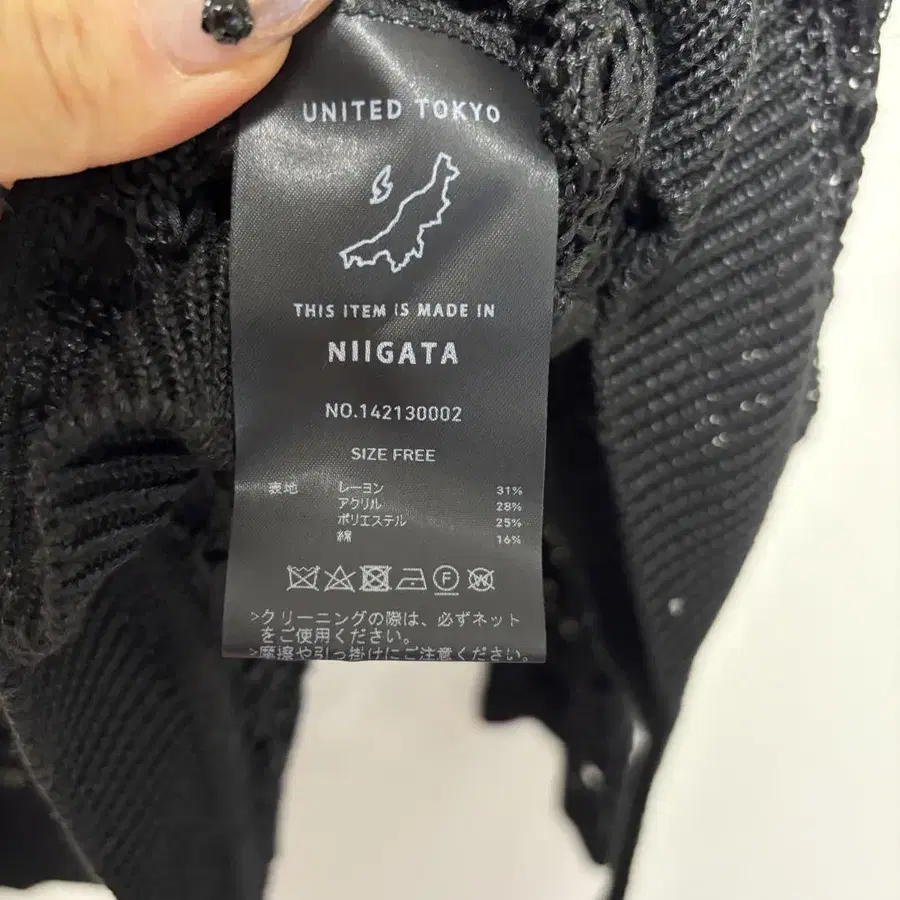 UNITED TOKYO
THIS ITEM IS MADE IN
NIIGATA
NO.142130002
SIZE FREE
表地 レーヨン 31%
アクリル 28%
ポリエステル 25%
綿 16%
F W
>クリーニングの際は、必ずネット
をご使用ください。
>摩擦や引っ掛けにご注意ください。